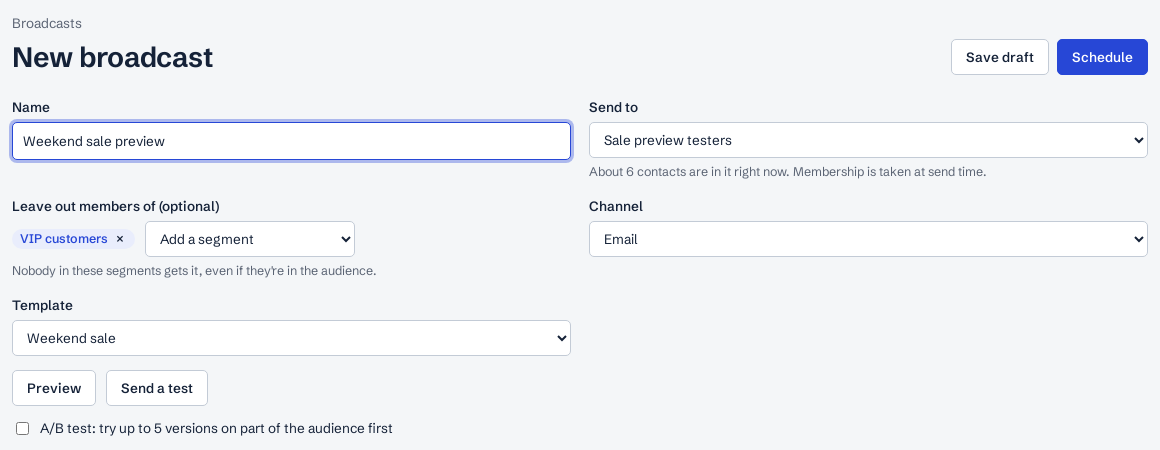 Broadcasts
New broadcast
Save draft
Schedule
Name
Weekend sale preview
Send to
Sale preview testers
About 6 contacts are in it right now. Membership is taken at send time.
Leave out members of (optional)
VIP customers ×
Add a segment
Nobody in these segments gets it, even if they're in the audience.
Channel
Email
Template
Weekend sale
Preview
Send a test
A/B test: try up to 5 versions on part of the audience first